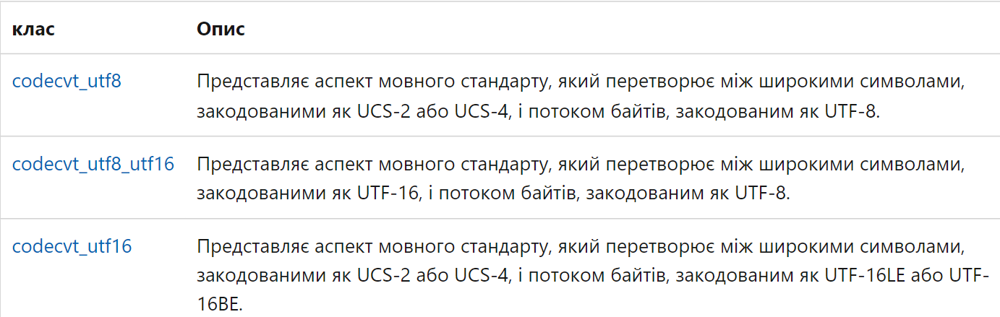 клас Опис
codecvt_utf8 Представляє аспект мовного стандарту, який перетворює між широкими символами,
закодованими як UCS-2 або UCS-4, і потоком байтів, закодованим як UTF-8.
codecvt_utf8_utf16 Представляє аспект мовного стандарту, який перетворює між широкими символами,
закодованими як UTF-16, і потоком байтів, закодованим як UTF-8.
codecvt_utf16 Представляє аспект мовного стандарту, який перетворює між широкими символами,
закодованими як UCS-2 або UCS-4, і потоком байтів, закодованим як UTF-16LE або UTF-
16BE.